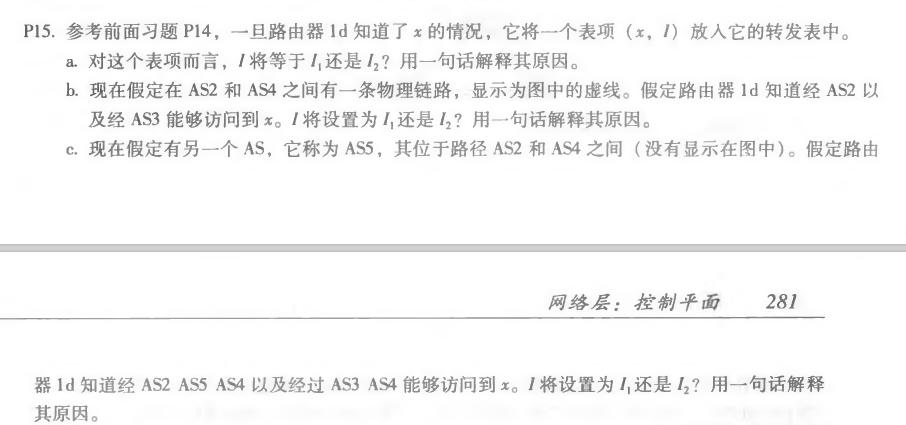 P15. 参考前面习题 P14，一旦路由器 1d 知道了 x 的情况，它将一个表项（x，I）放入它的转发表中。
a. 对这个表项而言，I 将等于 I₁还是 I₂？用一句话解释其原因。
b. 现在假定在 AS2 和 AS4 之间有一条物理链路，显示为图中的虚线。假定路由器 1d 知道经 AS2 以
及经 AS3 能够访问到 x。I 将设置为 I₁还是 I₂？用一句话解释其原因。
c. 现在假定有另一个 AS，它称为 AS5，其位于路径 AS2 和 AS4 之间（没有显示在图中）。假定路由
网络层：控制平面 281
器 1d 知道经 AS2 AS5 AS4 以及经过 AS3 AS4 能够访问到 x。I 将设置为 I₁还是 I₂？用一句话解释
其原因。